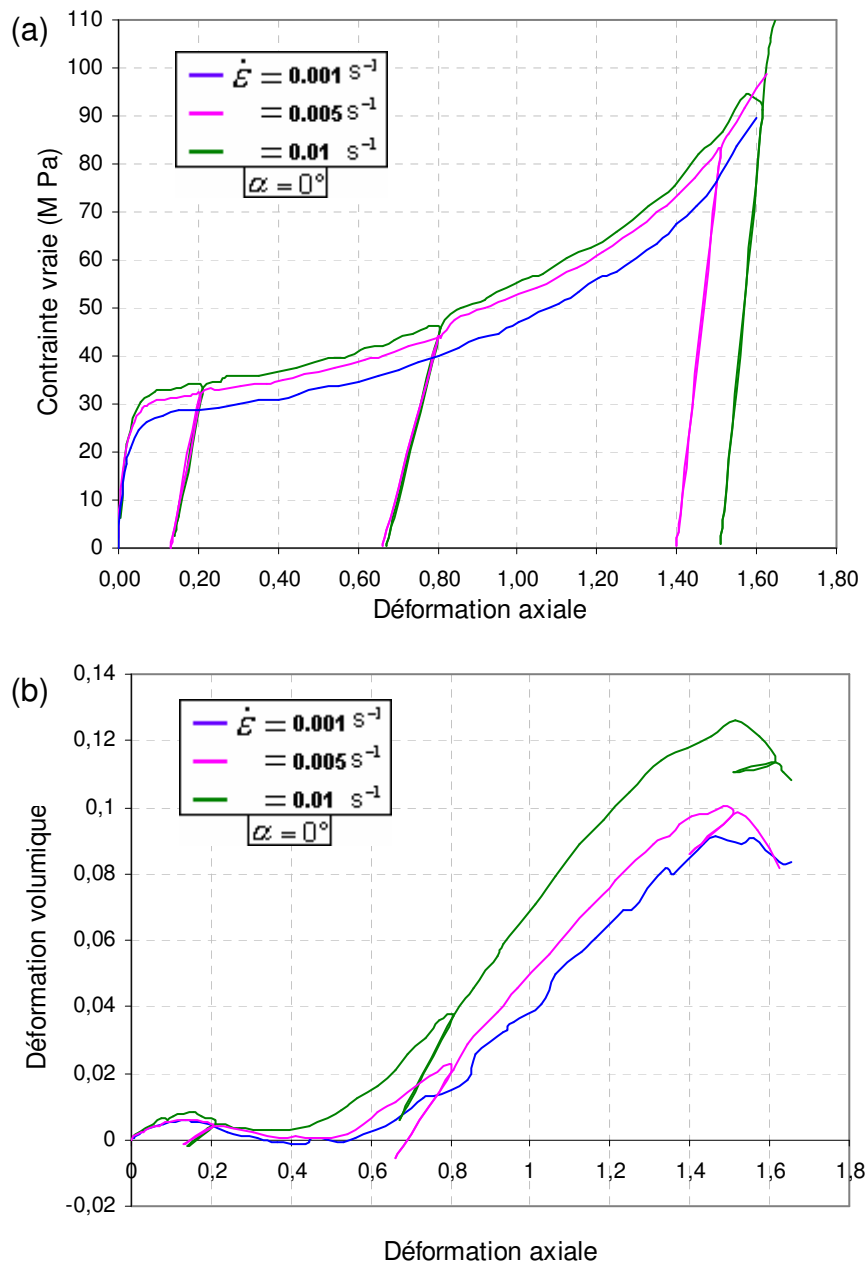 (a)
110
100
90
80
70
60
50
40
30
20
10
0
Contrainte vraie (M Pa)
ε̇ = 0.001 S⁻¹
= 0.005 S⁻¹
= 0.01 S⁻¹
α = 0°
0,00 0,20 0,40 0,60 0,80 1,00 1,20 1,40 1,60 1,80
Déformation axiale
(b)
0,14
0,12
0,1
0,08
0,06
0,04
0,02
0
-0,02
Déformation volumique
ε̇ = 0.001 S⁻¹
= 0.005 S⁻¹
= 0.01 S⁻¹
α = 0°
0 0,2 0,4 0,6 0,8 1 1,2 1,4 1,6 1,8
Déformation axiale